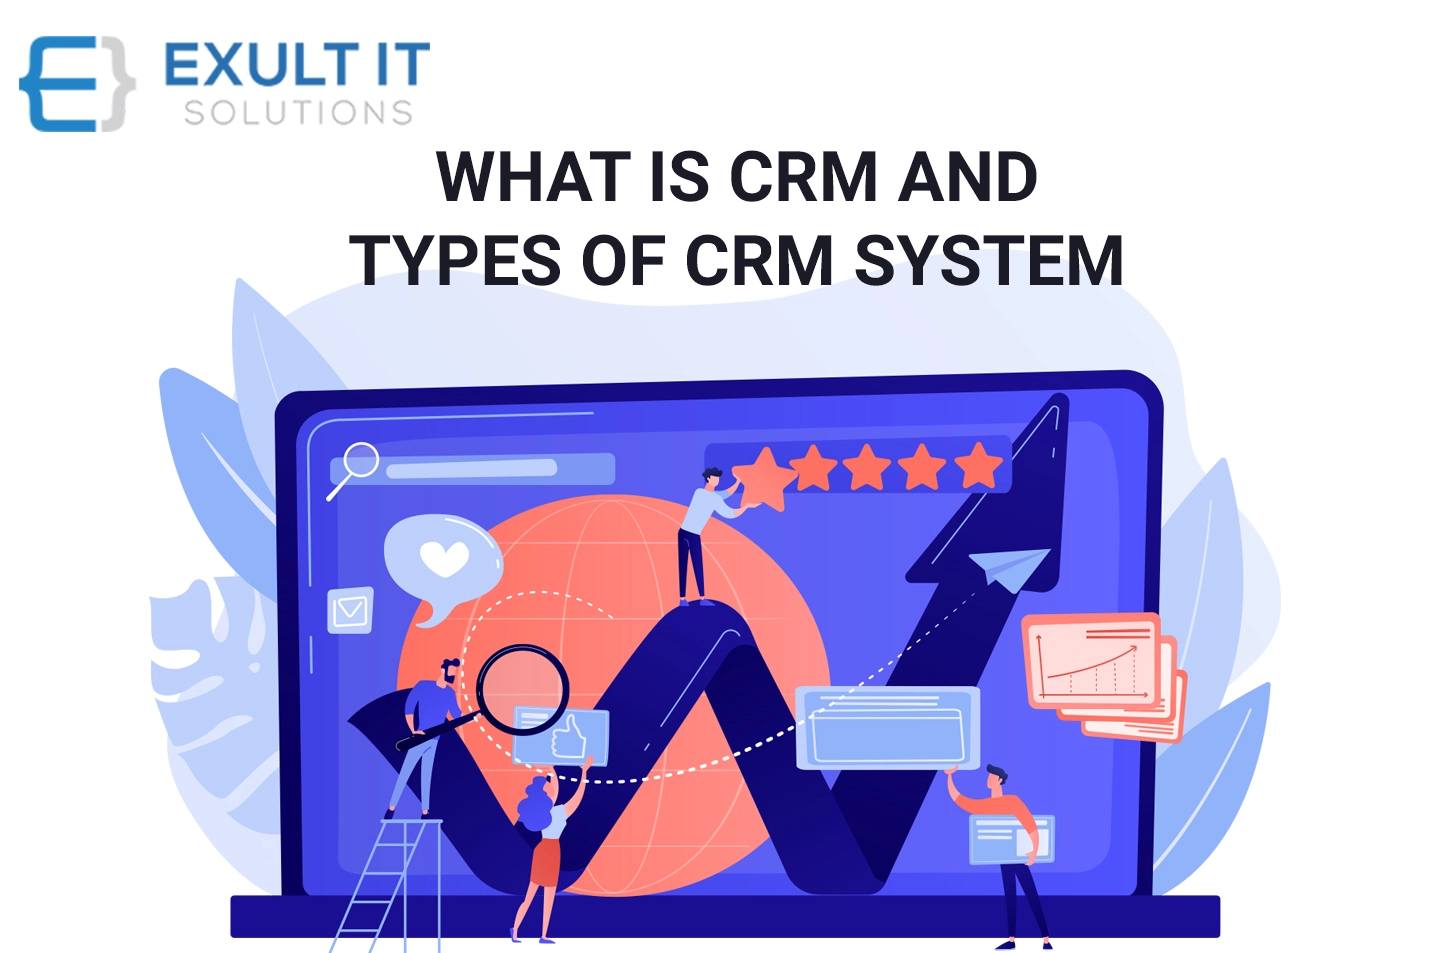 EXULT IT
SOLUTIONS
WHAT IS CRM AND
TYPES OF CRM SYSTEM